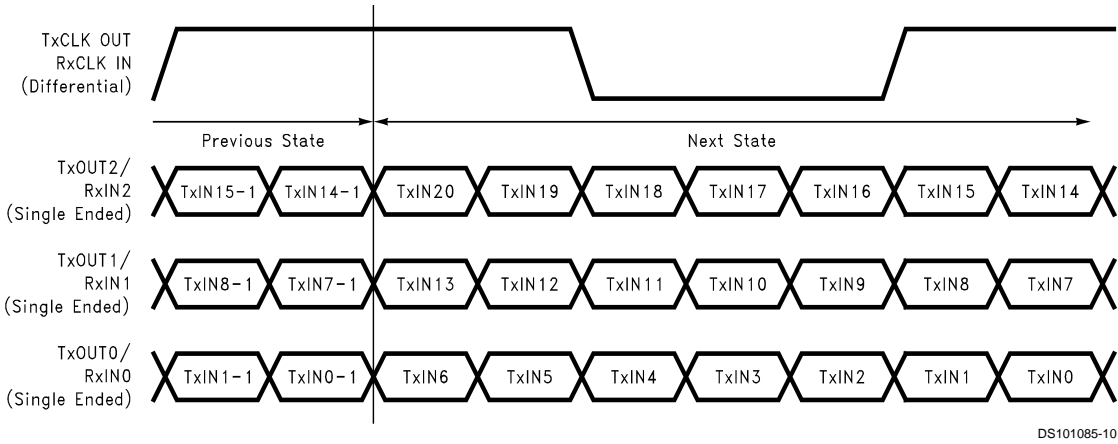 TxCLK OUT
RxCLK IN
(Differential)
Previous State
Next State
TxOUT2/
RxIN2
(Single Ended)
TxIN15-1 TxIN14-1 TxIN20 TxIN19 TxIN18 TxIN17 TxIN16 TxIN15 TxIN14
TxOUT1/
RxIN1
(Single Ended)
TxIN8-1 TxIN7-1 TxIN13 TxIN12 TxIN11 TxIN10 TxIN9 TxIN8 TxIN7
TxOUT0/
RxIN0
(Single Ended)
TxIN1-1 TxIN0-1 TxIN6 TxIN5 TxIN4 TxIN3 TxIN2 TxIN1 TxIN0
DS101085-10